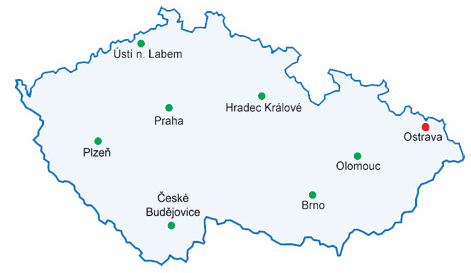 Ústí n. Labem
Hradec Králové
Praha
Ostrava
Plzeň
Olomouc
České
Budějovice
Brno